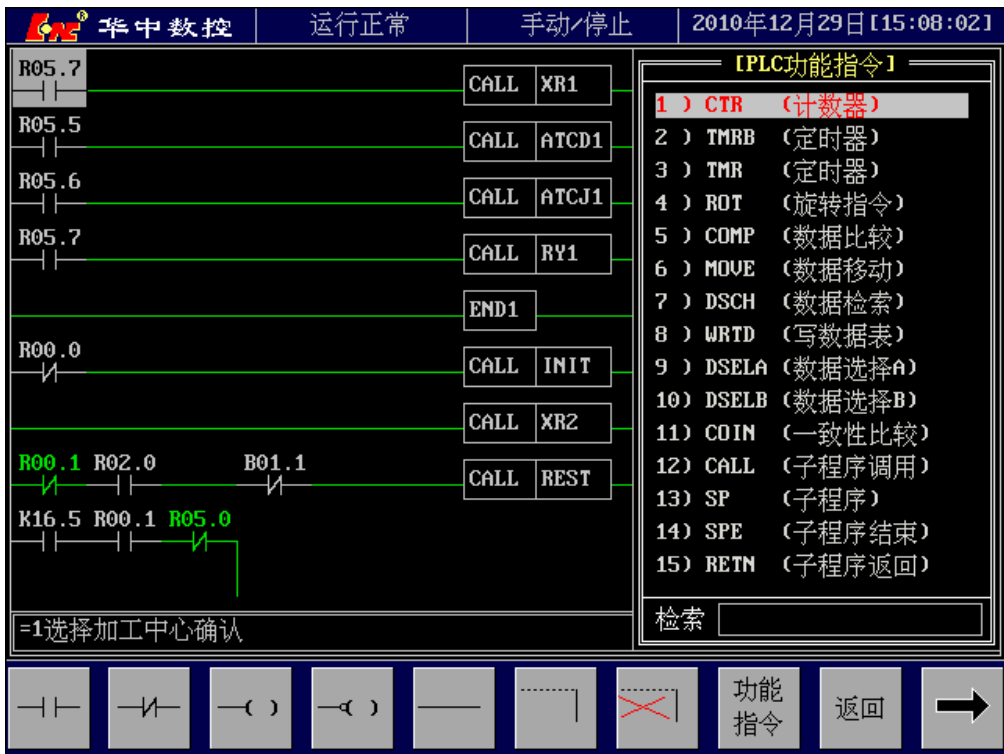 华中数控 运行正常 手动/停止 2010年12月29日[15:08:02]
R05.7
CALL XR1
R05.5
CALL ATCD1
R05.6
CALL ATCJ1
R05.7
CALL RY1
END1
R00.0
CALL INIT
CALL XR2
R00.1 R02.0 B01.1
CALL REST
K16.5 R00.1 R05.0
=1选择加工中心确认
[PLC功能指令]
1 ) CTR (计数器)
2 ) TMRB (定时器)
3 ) TMR (定时器)
4 ) ROT (旋转指令)
5 ) COMP (数据比较)
6 ) MOVE (数据移动)
7 ) DSCH (数据检索)
8 ) WRTD (写数据表)
9 ) DSELA (数据选择A)
10) DSELB (数据选择B)
11) COIN (一致性比较)
12) CALL (子程序调用)
13) SP (子程序)
14) SPE (子程序结束)
15) RETN (子程序返回)
检索
功能
指令
返回